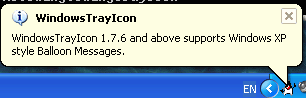 WindowsTrayIcon
WindowsTrayIcon 1.7.6 and above supports Windows XP
style Balloon Messages.
EN